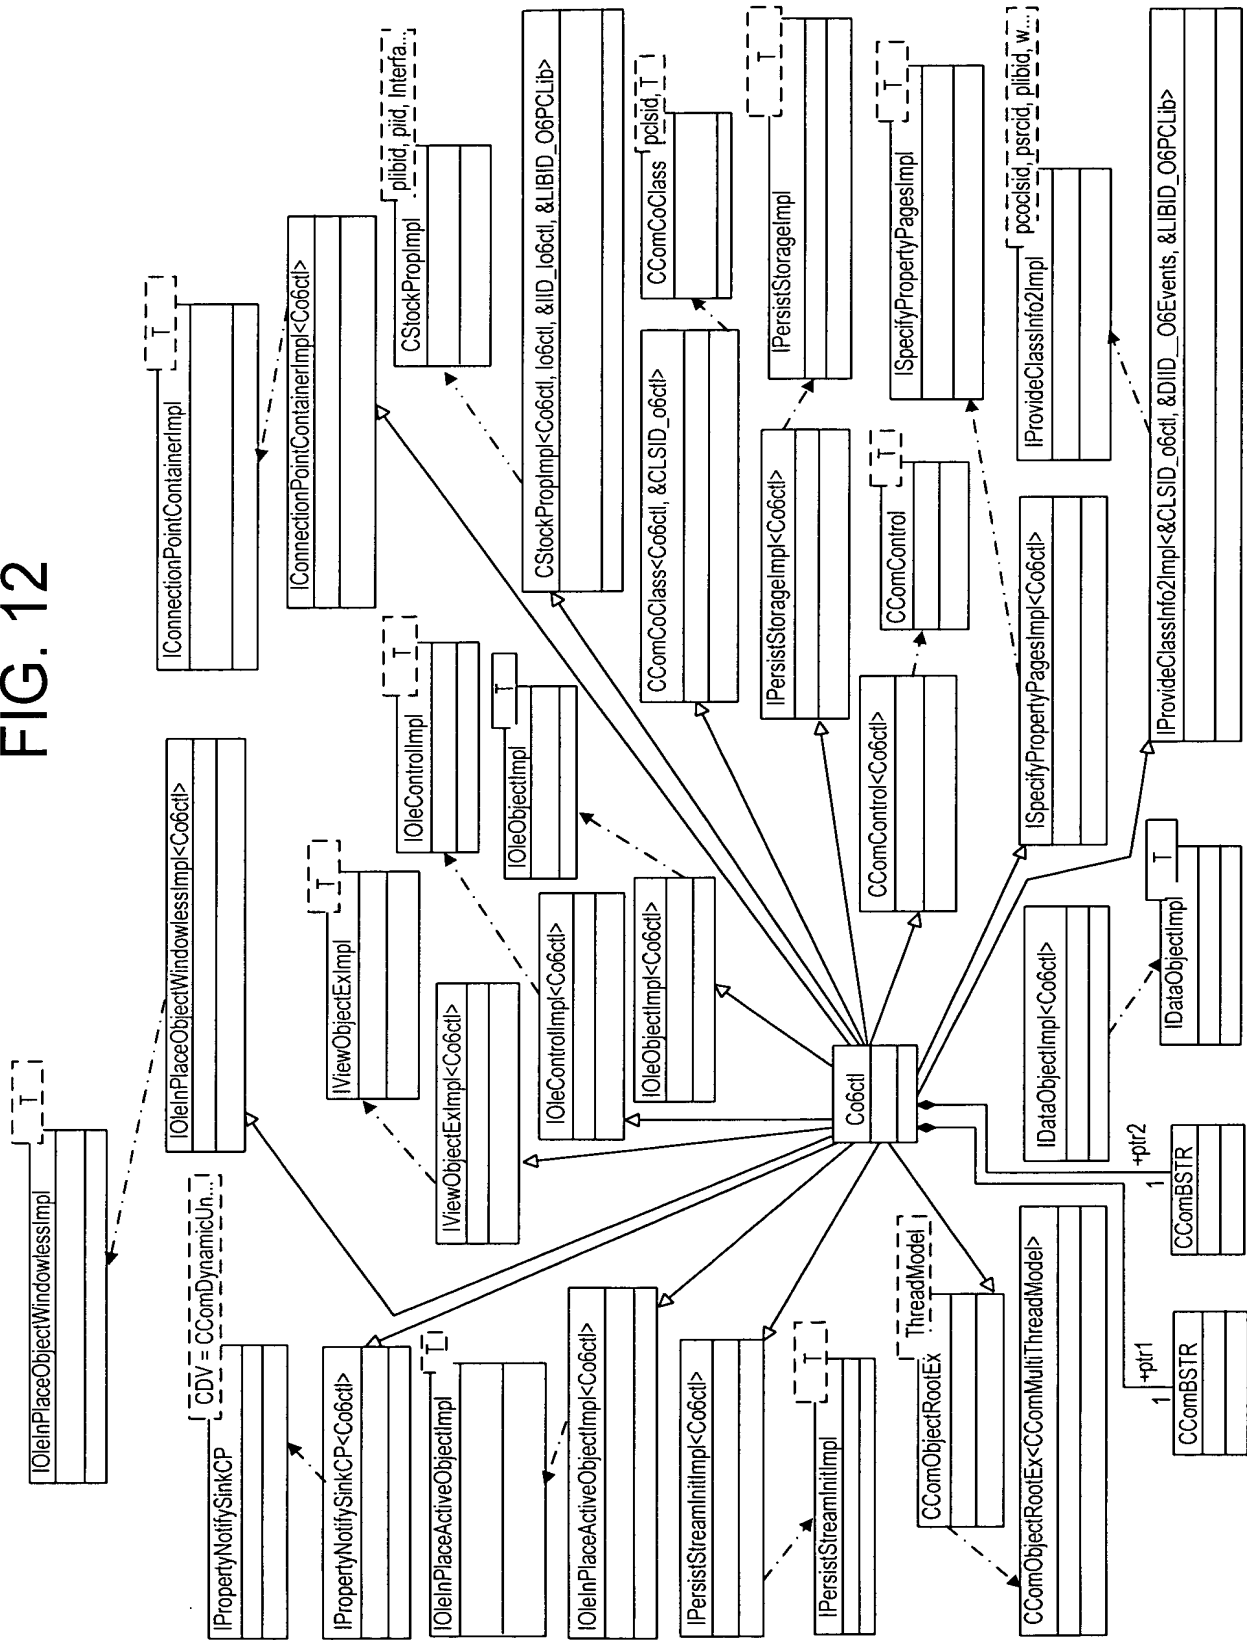 FIG. 12
IOleInPlaceObjectWindowlessImpl
T
IOleInPlaceObjectWindowlessImpl<Co6ctl>
IConnectionPointContainerImpl
T
IConnectionPointContainerImpl<Co6ctl>
IPropertyNotifySinkCP
CDV = CComDynamicUn...
IPropertyNotifySinkCP<Co6ctl>
IViewObjectExImpl
T
IViewObjectExImpl<Co6ctl>
IOleControlImpl
T
IOleControlImpl<Co6ctl>
CStockPropImpl
plibid, piid, Interfa...
CStockPropImpl<Co6ctl, Io6ctl, &IID_Io6ctl, &LIBID_O6PCLib>
IOleInPlaceActiveObjectImpl
T
IOleInPlaceActiveObjectImpl<Co6ctl>
IOleObjectImpl
T
IOleObjectImpl<Co6ctl>
CComCoClass
pclsid, T
CComCoClass<Co6ctl, &CLSID_o6ctl>
IPersistStreamInitImpl<Co6ctl>
IPersistStreamInitImpl
T
IPersistStorageImpl
T
IPersistStorageImpl<Co6ctl>
Co6ctl
CComControl
T
CComControl<Co6ctl>
ISpecifyPropertyPagesImpl
T
ISpecifyPropertyPagesImpl<Co6ctl>
CComObjectRootEx
ThreadModel
CComObjectRootEx<CComMultiThreadModel>
IDataObjectImpl<Co6ctl>
IDataObjectImpl
T
IProvideClassInfo2Impl
pcoclsid, psrcid, plibid, w...
IProvideClassInfo2Impl<&CLSID_o6ctl, &DIID__O6Events, &LIBID_O6PCLib>
+ptr1
1
CComBSTR
+ptr2
1
CComBSTR